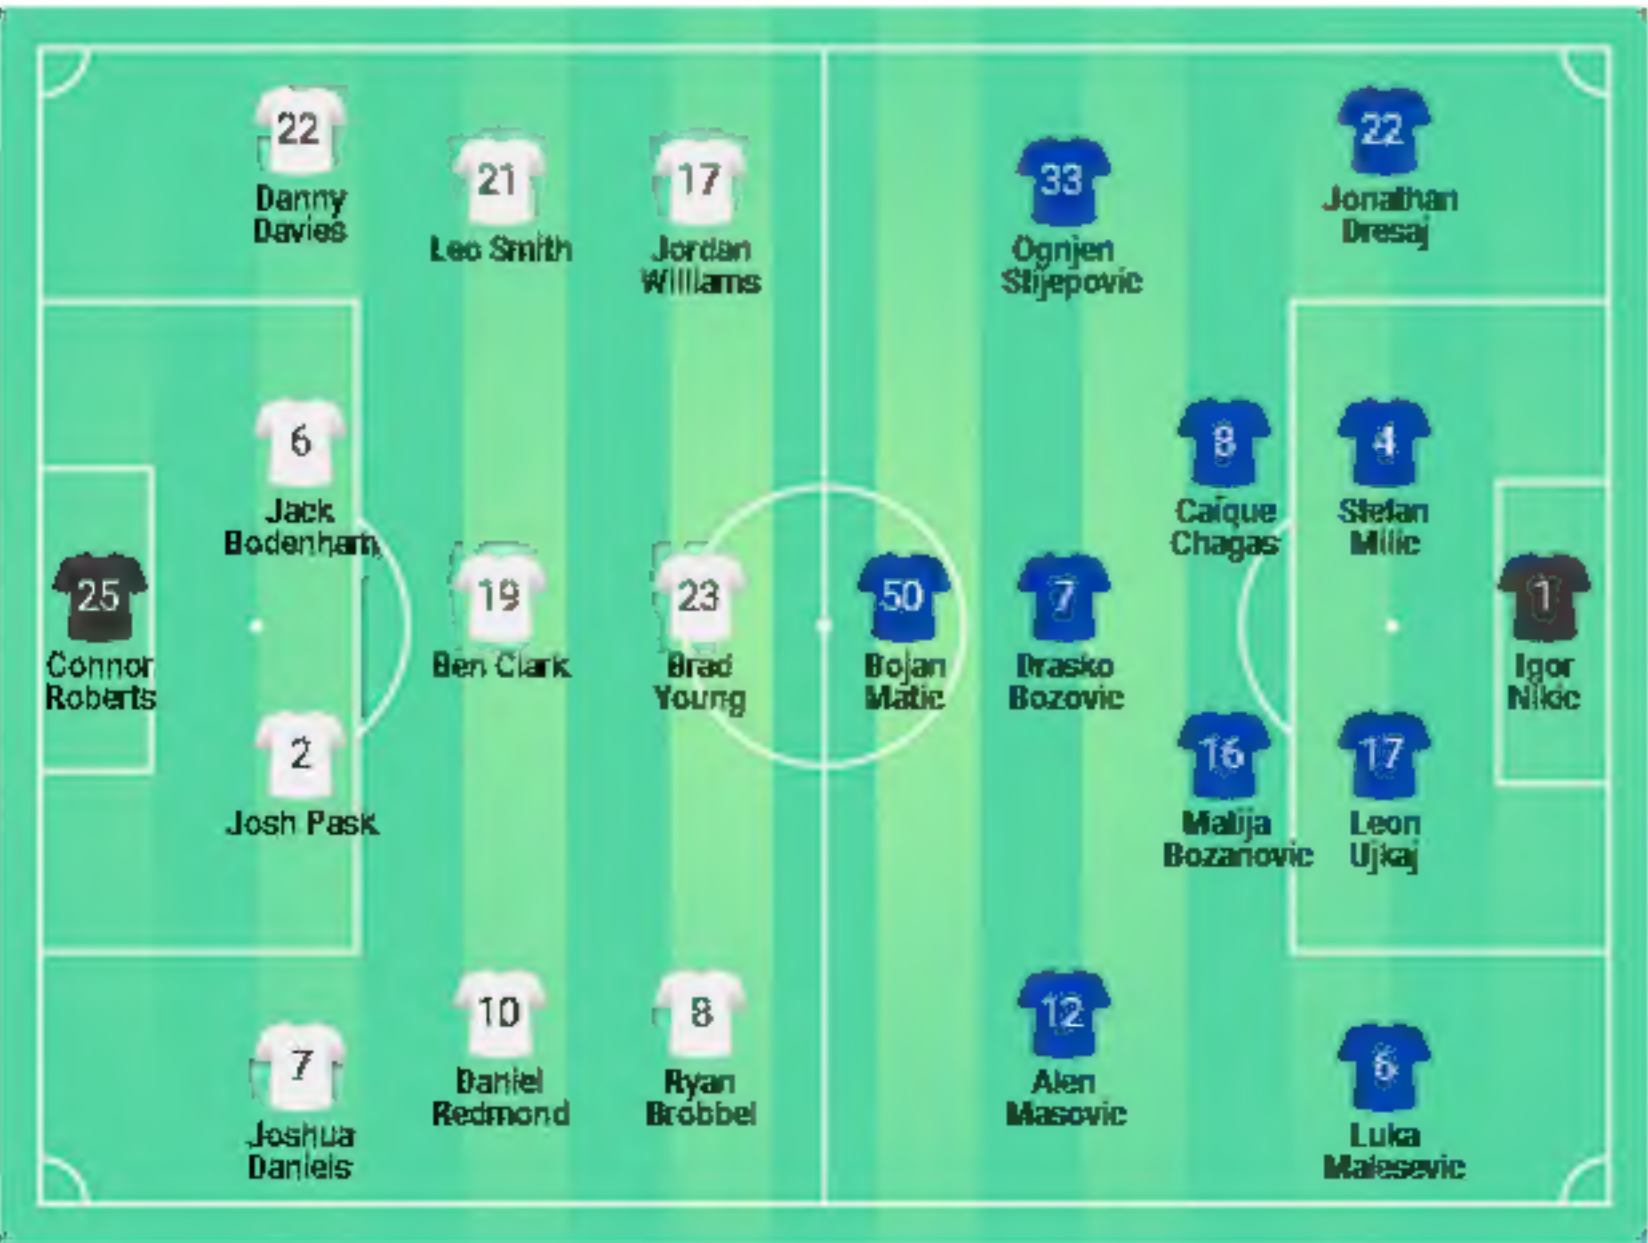 22
Danny
Davies
21
Leo Smith
17
Jordan
Williams
33
Ognjen
Stijepovic
22
Jonathan
Dresaj
6
Jack
Bodenham
8
Caíque
Chagas
4
Stefan
Milic
25
Connor
Roberts
19
Ben Clark
23
Brad
Young
50
Bojan
Matic
7
Drasko
Bozovic
1
Igor
Nikic
2
Josh Pask
16
Matija
Bozanovic
17
Leon
Ujkaj
7
Joshua
Daniels
10
Daniel
Redmond
8
Ryan
Brobbel
12
Alen
Masovic
6
Luka
Malesevic